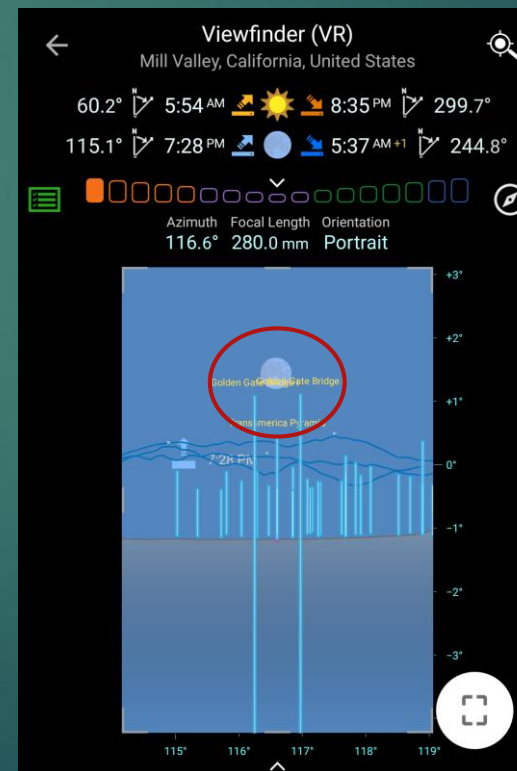 Viewfinder (VR)
Mill Valley, California, United States
60.2° N 5:54 AM 8:35 PM N 299.7°
115.1° N 7:28 PM 5:37 AM +1 N 244.8°
Azimuth Focal Length Orientation
116.6° 280.0 mm Portrait
+3°
+2°
Golden Gate Golden Gate Bridge
+1°
Transamerica Pyramid
7:28 PM 0°
-1°
-2°
-3°
115° 116° 117° 118° 119°